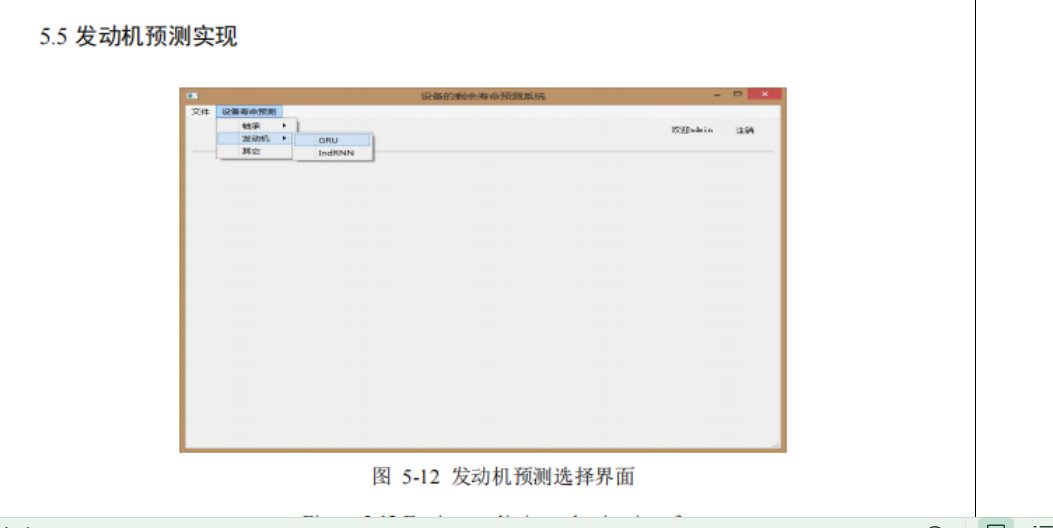 5.5 发动机预测实现
设备的剩余寿命预测系统
文件 设备寿命预测
轴承
欢迎admin 注销
发动机 GRU
其它 IndRNN
图 5-12 发动机预测选择界面